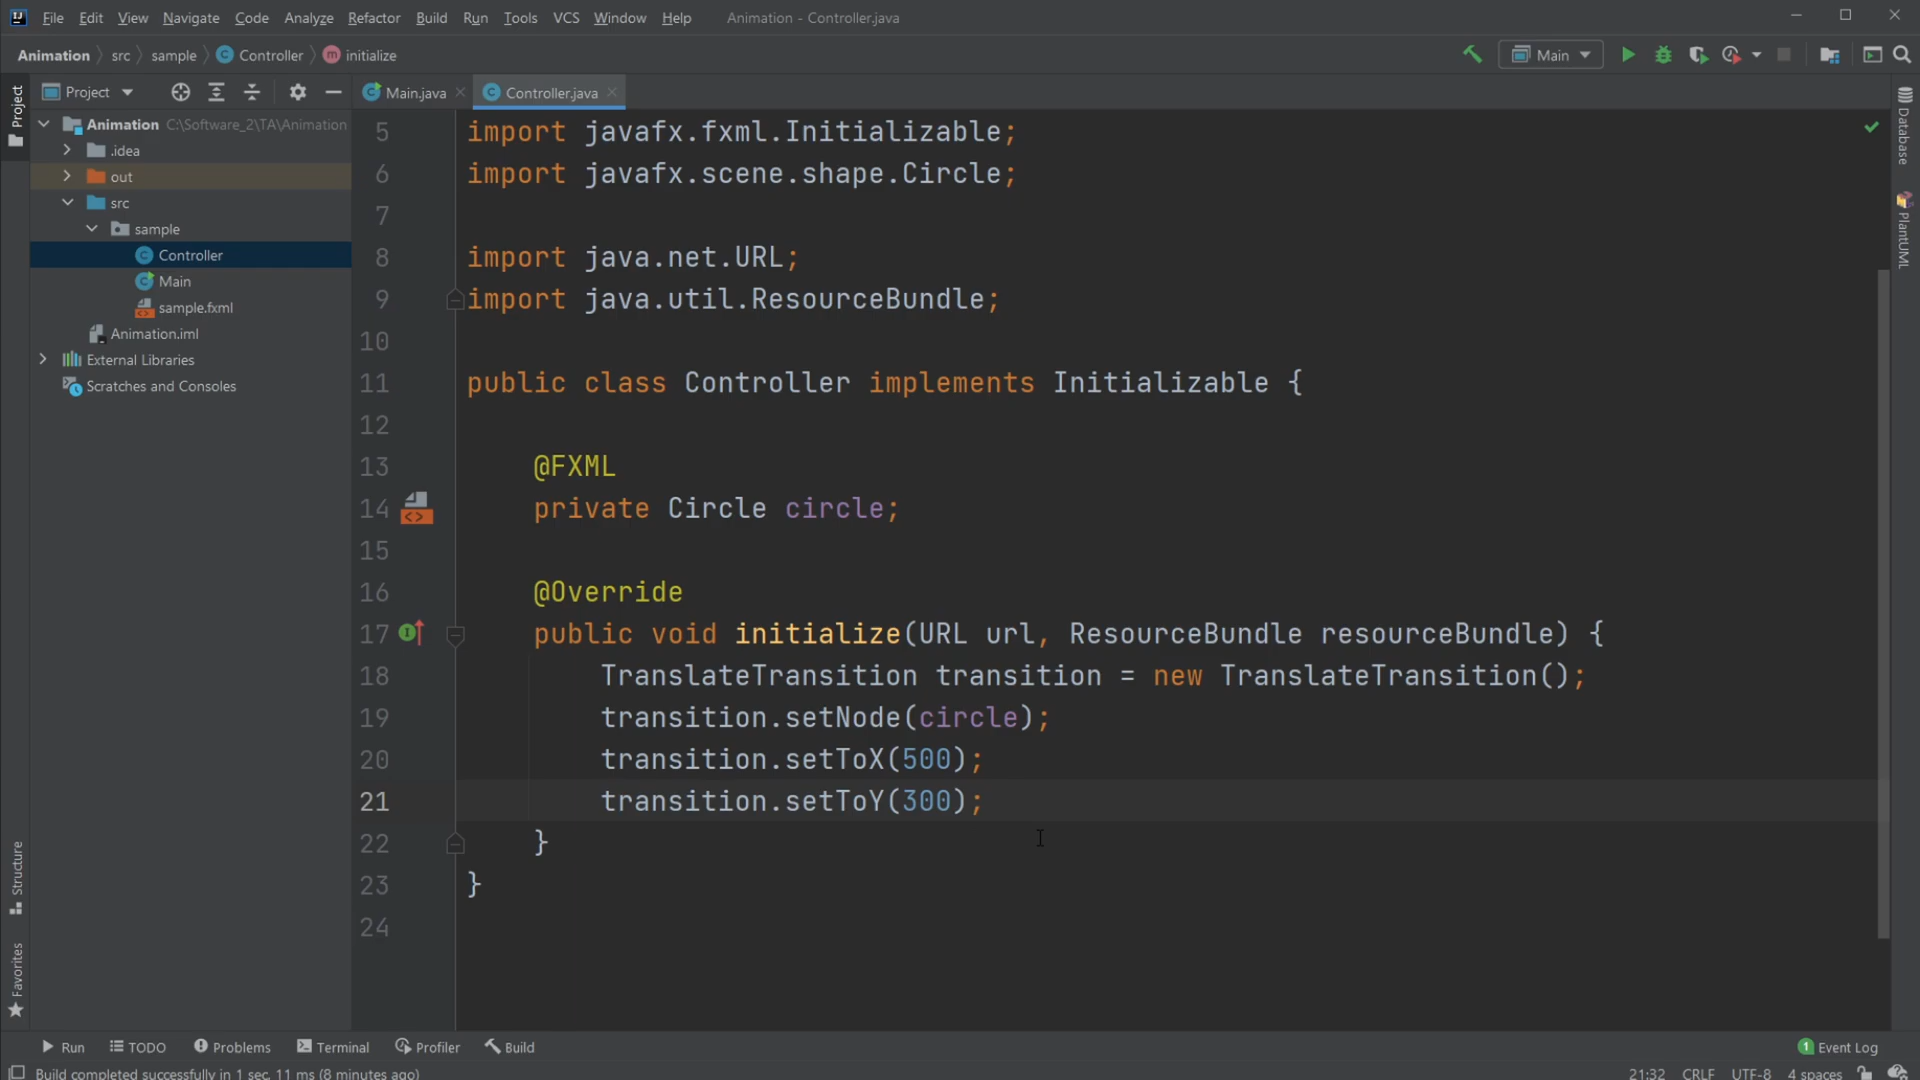 File Edit View Navigate Code Analyze Refactor Build Run Tools VCS Window Help Animation - Controller.java
Animation src sample Controller initialize Main
Project
Main.java Controller.java
Project
Animation C:\Software_2\TA\Animation
.idea
out
src
sample
Controller
Main
sample.fxml
Animation.iml
External Libraries
Scratches and Consoles
Structure
Favorites
5 import javafx.fxml.Initializable;
6 import javafx.scene.shape.Circle;
7
8 import java.net.URL;
9 import java.util.ResourceBundle;
10
11 public class Controller implements Initializable {
12
13 @FXML
14 private Circle circle;
15
16 @Override
17 public void initialize(URL url, ResourceBundle resourceBundle) {
18 TranslateTransition transition = new TranslateTransition();
19 transition.setNode(circle);
20 transition.setToX(500);
21 transition.setToY(300);
22 }
23 }
24
Database
PlantUML
Run TODO Problems Terminal Profiler Build 1 Event Log
Build completed successfully in 1 sec, 11 ms (8 minutes ago) 21:32 CRLF UTF-8 4 spaces